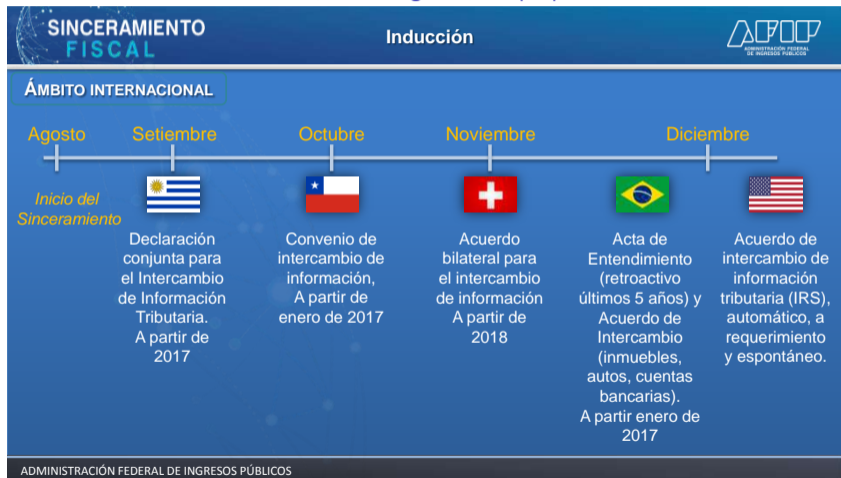 SINCERAMIENTO
FISCAL
Inducción
AFIP
ADMINISTRACIÓN FEDERAL
DE INGRESOS PÚBLICOS
ÁMBITO INTERNACIONAL
Agosto
Setiembre
Octubre
Noviembre
Diciembre
Inicio del
Sinceramiento
Declaración
conjunta para
el Intercambio
de Información
Tributaria.
A partir de
2017
Convenio de
intercambio de
información,
A partir de
enero de 2017
Acuerdo
bilateral para
el intercambio
de información
A partir de
2018
Acta de
Entendimiento
(retroactivo
últimos 5 años) y
Acuerdo de
Intercambio
(inmuebles,
autos, cuentas
bancarias).
A partir enero de
2017
Acuerdo de
intercambio de
información
tributaria (IRS),
automático, a
requerimiento
y espontáneo.
ADMINISTRACIÓN FEDERAL DE INGRESOS PÚBLICOS